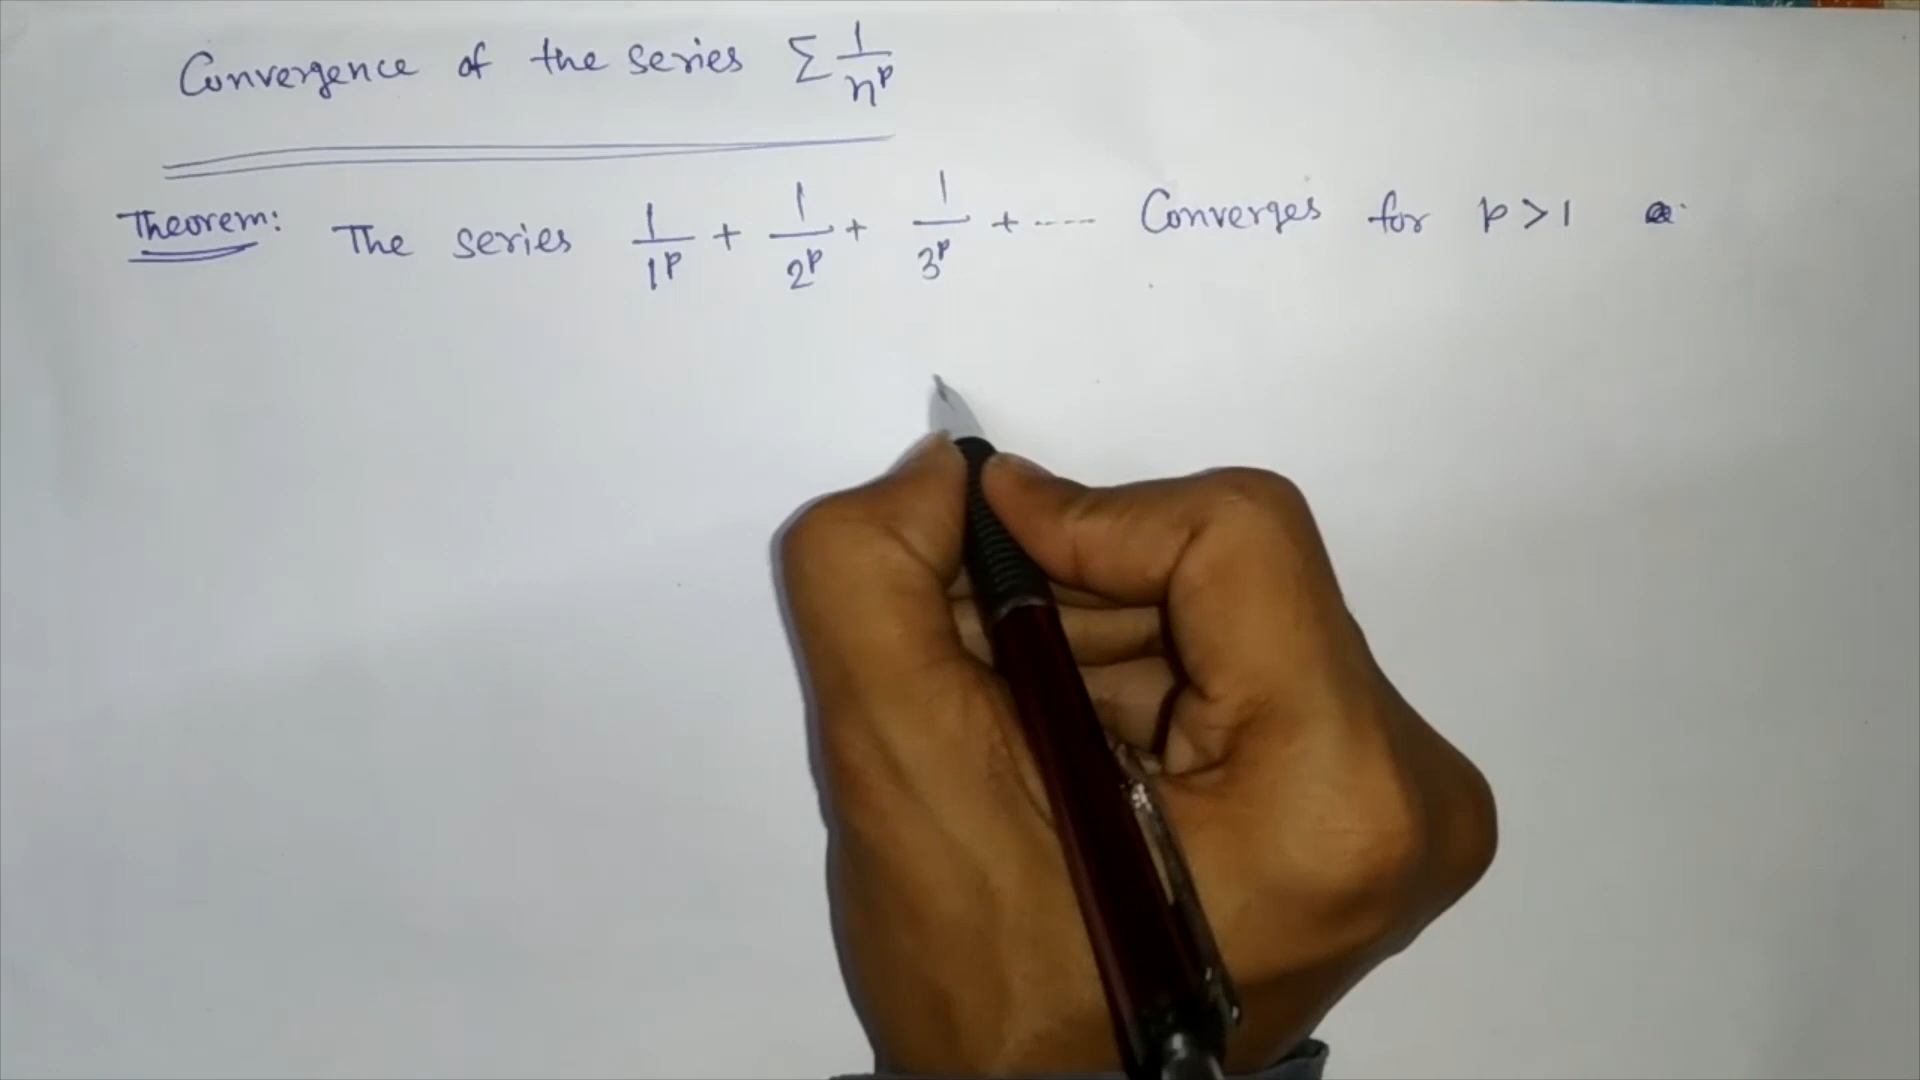 Convergence of the series Σ 1/n^p
Theorem: The series 1/1^p + 1/2^p + 1/3^p + ..... Converges for p > 1